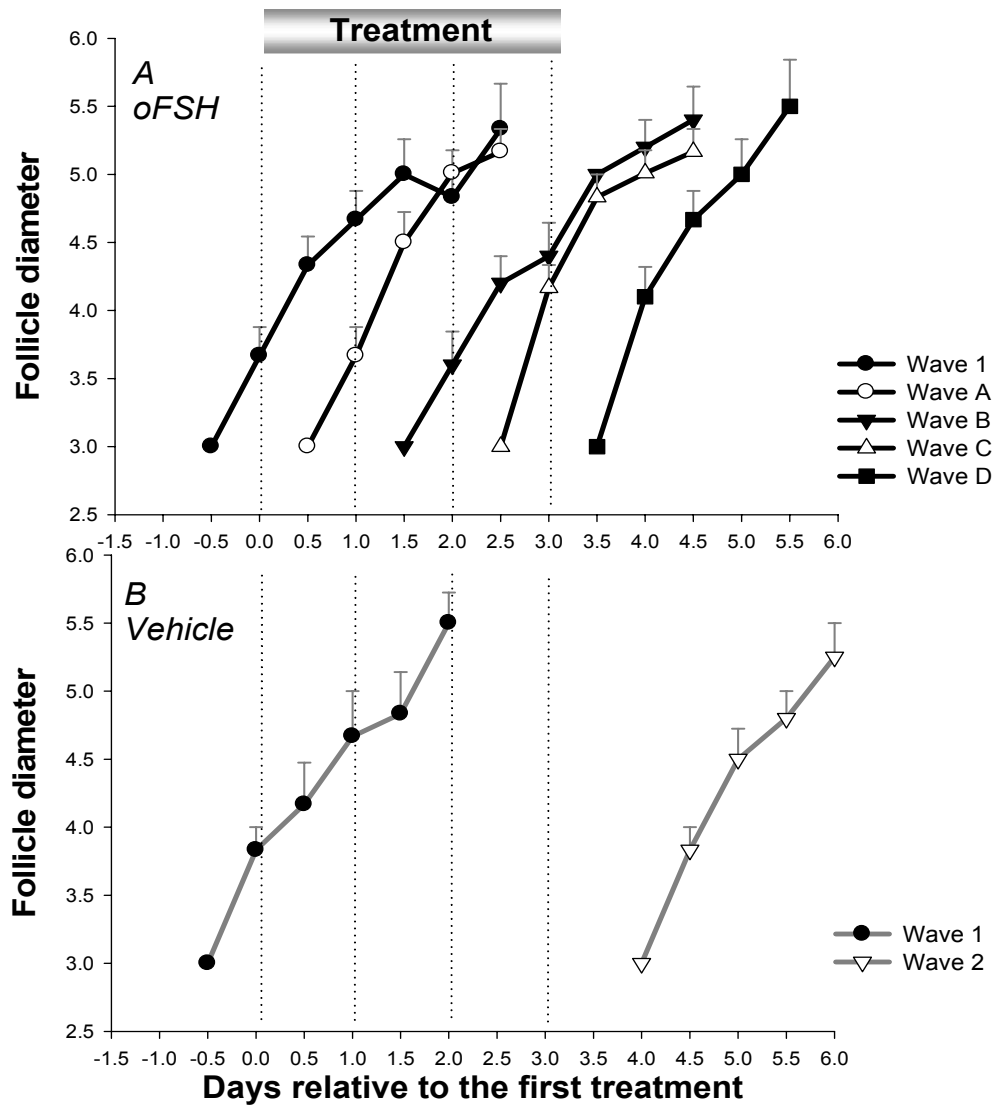 Treatment
A
oFSH
Follicle diameter
6.0
5.5
5.0
4.5
4.0
3.5
3.0
2.5
Wave 1
Wave A
Wave B
Wave C
Wave D
-1.5 -1.0 -0.5 0.0 0.5 1.0 1.5 2.0 2.5 3.0 3.5 4.0 4.5 5.0 5.5 6.0
B
Vehicle
Follicle diameter
6.0
5.5
5.0
4.5
4.0
3.5
3.0
2.5
Wave 1
Wave 2
-1.5 -1.0 -0.5 0.0 0.5 1.0 1.5 2.0 2.5 3.0 3.5 4.0 4.5 5.0 5.5 6.0
Days relative to the first treatment